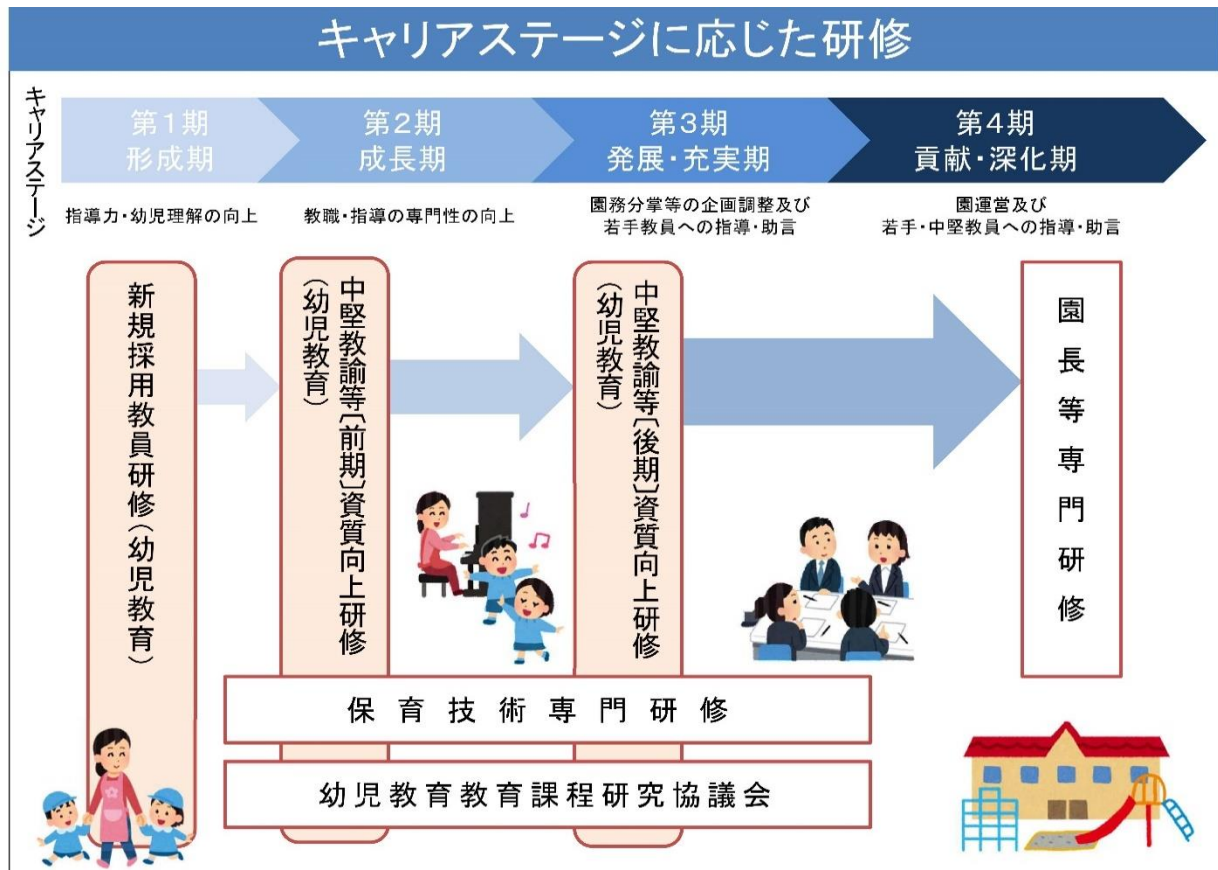 キャリアステージに応じた研修
キャリアステージ
第1期
形成期
第2期
成長期
第3期
発展・充実期
第4期
貢献・深化期
指導力・幼児理解の向上
教職・指導の専門性の向上
園務分掌等の企画調整及び
若手教員への指導・助言
園運営及び
若手・中堅教員への指導・助言
新規採用教員研修(幼児教育)
中堅教諭等〔前期〕資質向上研修
(幼児教育)
中堅教諭等〔後期〕資質向上研修
(幼児教育)
園長等専門研修
保育技術専門研修
幼児教育教育課程研究協議会